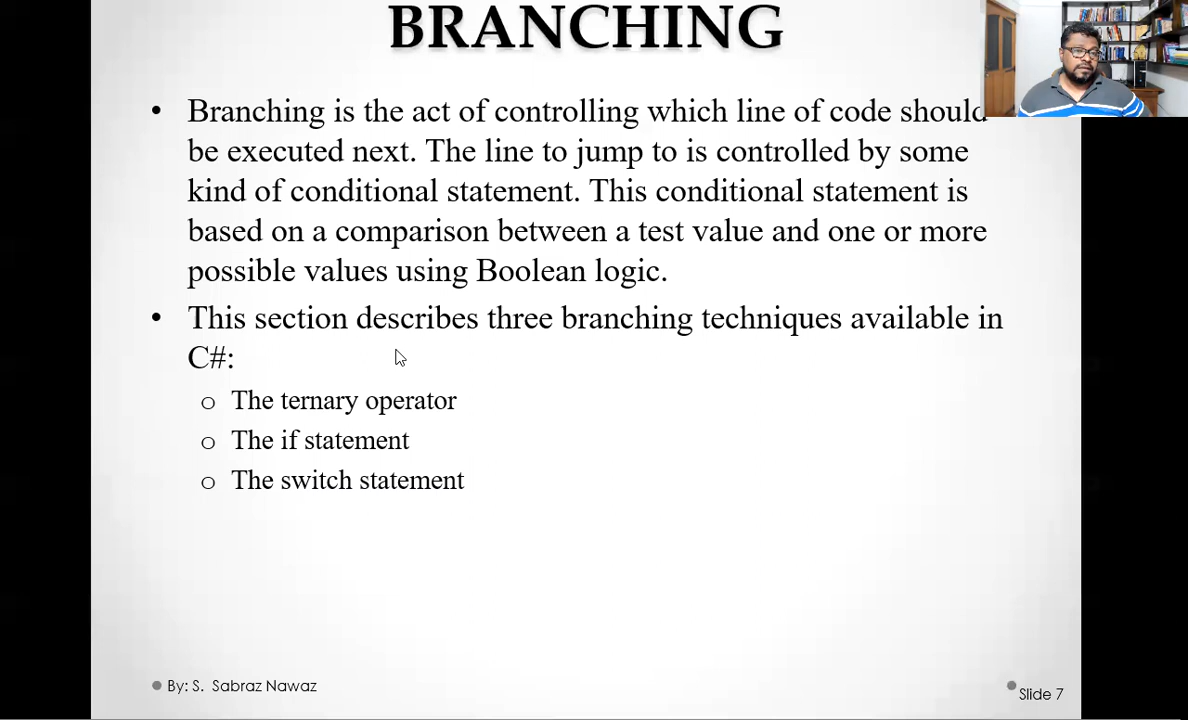 BRANCHING
• Branching is the act of controlling which line of code should
be executed next. The line to jump to is controlled by some
kind of conditional statement. This conditional statement is
based on a comparison between a test value and one or more
possible values using Boolean logic.
• This section describes three branching techniques available in
C#:
o The ternary operator
o The if statement
o The switch statement
• By: S. Sabraz Nawaz
• Slide 7